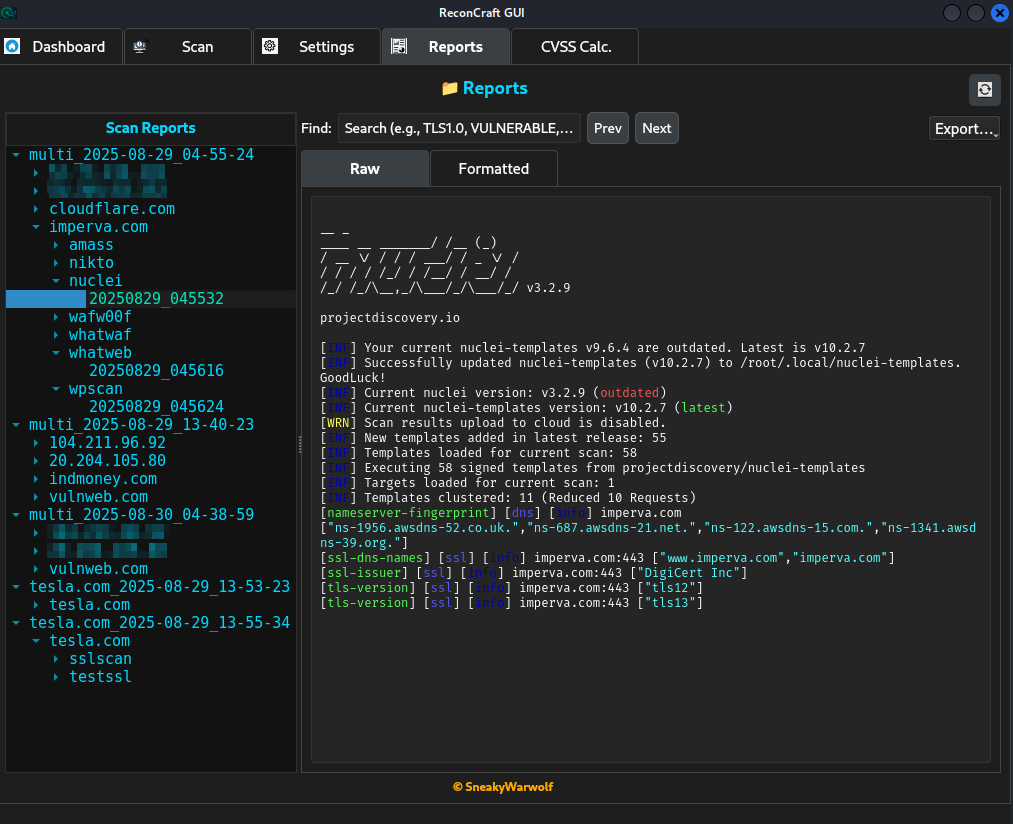 ReconCraft GUI
Dashboard
Scan
Settings
Reports
CVSS Calc.
Reports
Scan Reports
Find:
Search (e.g., TLS1.0, VULNERABLE,...
Prev
Next
Export...
Raw
Formatted
multi_2025-08-29_04-55-24
cloudflare.com
imperva.com
amass
nikto
nuclei
20250829_045532
wafw00f
whatwaf
whatweb
20250829_045616
wpscan
20250829_045624
multi_2025-08-29_13-40-23
104.211.96.92
20.204.105.80
indmoney.com
vulnweb.com
multi_2025-08-30_04-38-59
vulnweb.com
tesla.com_2025-08-29_13-53-23
tesla.com
tesla.com_2025-08-29_13-55-34
tesla.com
sslscan
testssl
__ _
____ __ _______/ /__ (_)
/ __ \/ / / / ___/ / _ \/ /
/ / / / /_/ / /__/ / __/ /
/_/ /_/\__,_/\___/_/\___/_/ v3.2.9
projectdiscovery.io
[INF] Your current nuclei-templates v9.6.4 are outdated. Latest is v10.2.7
[INF] Successfully updated nuclei-templates (v10.2.7) to /root/.local/nuclei-templates.
GoodLuck!
[INF] Current nuclei version: v3.2.9 (outdated)
[INF] Current nuclei-templates version: v10.2.7 (latest)
[WRN] Scan results upload to cloud is disabled.
[INF] New templates added in latest release: 55
[INF] Templates loaded for current scan: 58
[INF] Executing 58 signed templates from projectdiscovery/nuclei-templates
[INF] Targets loaded for current scan: 1
[INF] Templates clustered: 11 (Reduced 10 Requests)
[nameserver-fingerprint] [dns] [info] imperva.com
["ns-1956.awsdns-52.co.uk.","ns-687.awsdns-21.net.","ns-122.awsdns-15.com.","ns-1341.awsd
ns-39.org."]
[ssl-dns-names] [ssl] [info] imperva.com:443 ["www.imperva.com","imperva.com"]
[ssl-issuer] [ssl] [info] imperva.com:443 ["DigiCert Inc"]
[tls-version] [ssl] [info] imperva.com:443 ["tls12"]
[tls-version] [ssl] [info] imperva.com:443 ["tls13"]
© SneakyWarwolf